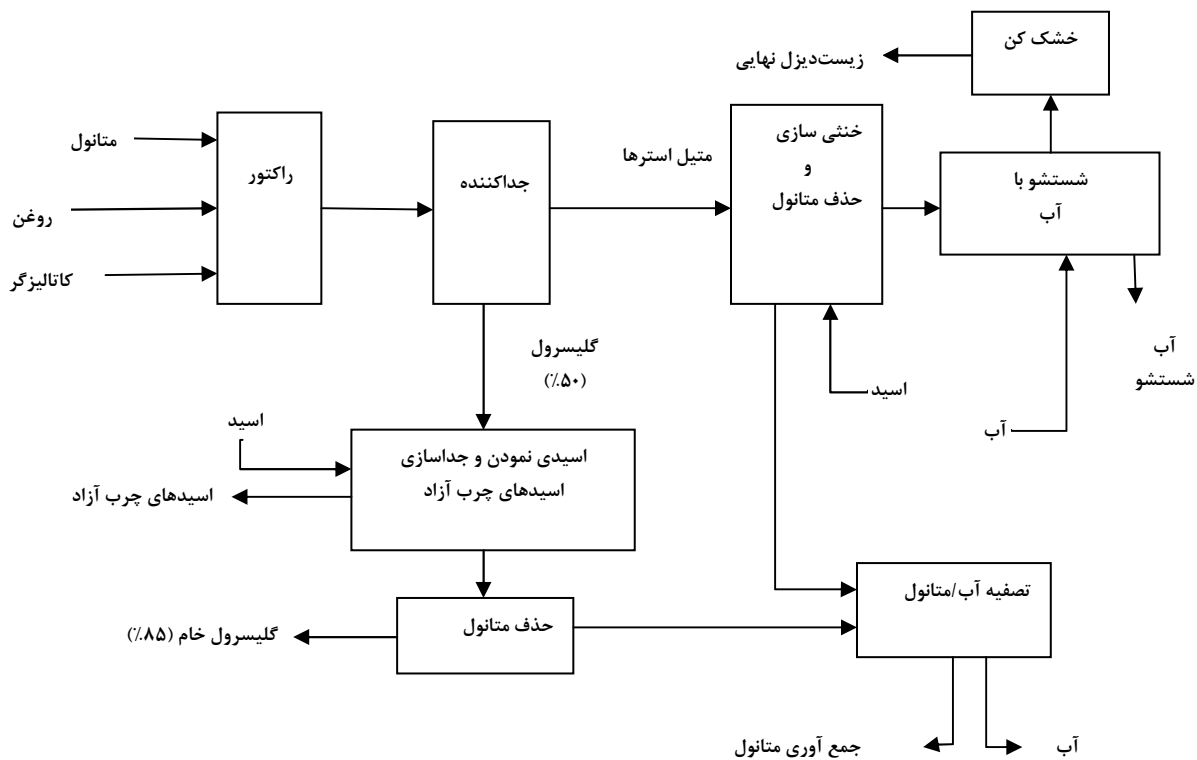 خشک کن
زیست‌دیزل نهایی
متانول
روغن
کاتالیزگر
راکتور
جداکننده
متیل استرها
خنثی سازی
و
حذف متانول
شستشو با
آب
آب
شستشو
آب
اسید
گلیسرول
(۵۰٪)
اسید
اسیدی نمودن و جداسازی
اسیدهای چرب آزاد
اسیدهای چرب آزاد
حذف متانول
گلیسرول خام (۸۵٪)
تصفیه آب/متانول
جمع آوری متانول
آب